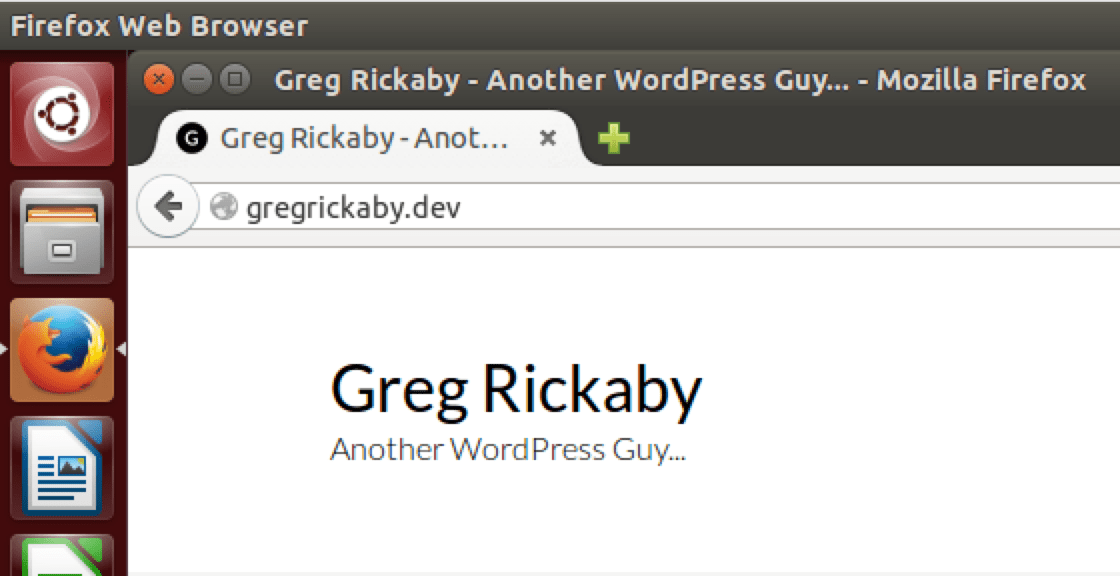 Firefox Web Browser
Greg Rickaby - Another WordPress Guy... - Mozilla Firefox
G Greg Rickaby - Anot...
gregrickaby.dev
Greg Rickaby
Another WordPress Guy...